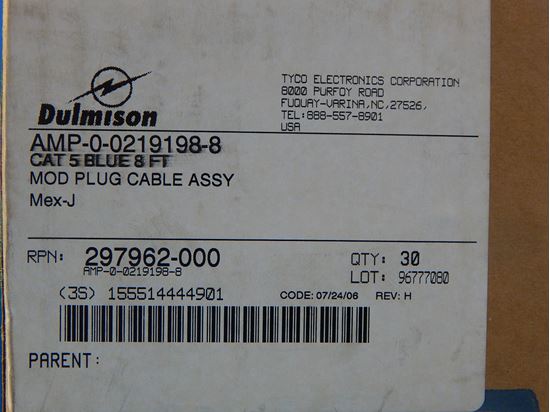 Dulmison
TYCO ELECTRONICS CORPORATION
8000 PURFOY ROAD
FUQUAY-VARINA,NC,27526,
TEL:888-557-8901
USA
AMP-0-0219198-8
CAT 5 BLUE 8 FT
MOD PLUG CABLE ASSY
Mex-J
RPN: 297962-000
AMP-0-0219198-8
QTY: 30
LOT: 96777080
(3S) 155514444901
CODE: 07/24/06 REV: H
PARENT: